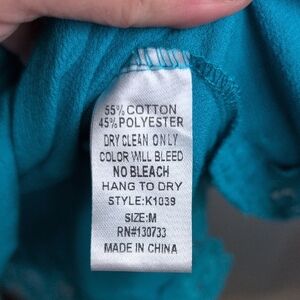 55% COTTON
45% POLYESTER
DRY CLEAN ONLY
COLOR WILL BLEED
NO BLEACH
HANG TO DRY
STYLE:K1039
SIZE:M
RN#130733
MADE IN CHINA